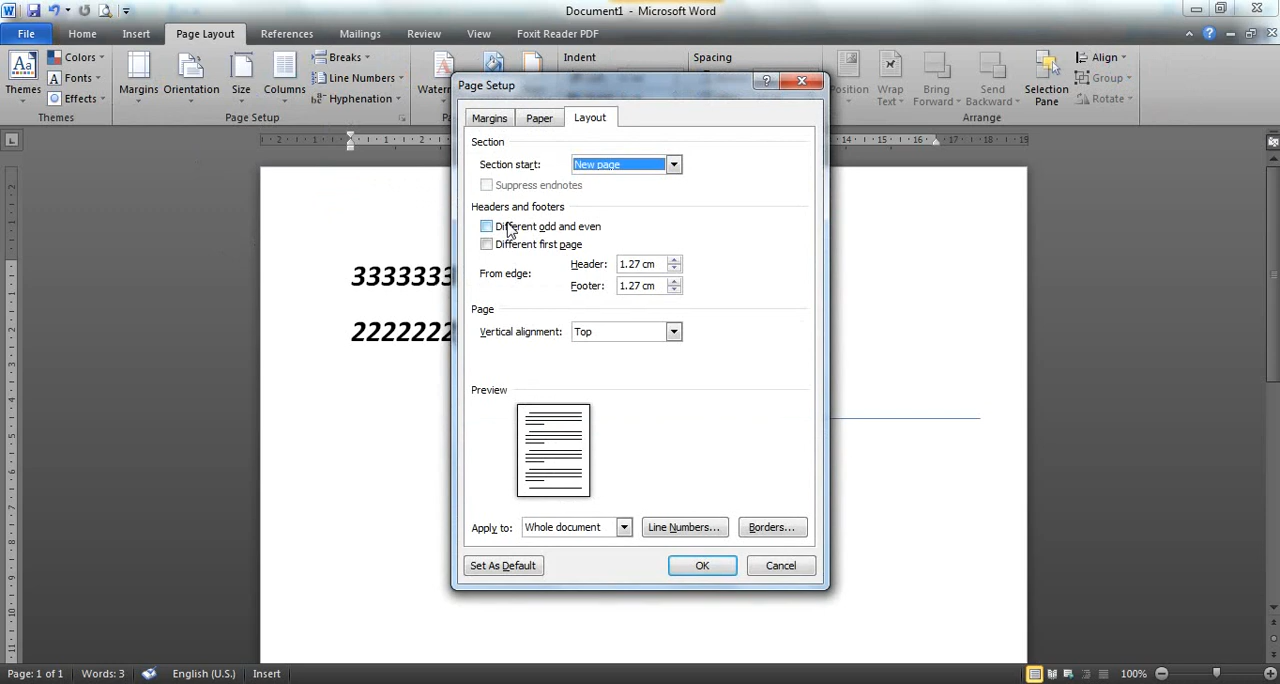 Document1 - Microsoft Word
File Home Insert Page Layout References Mailings Review View Foxit Reader PDF
Themes
Colors
Fonts
Effects
Themes
Margins Orientation Size Columns
Breaks
Line Numbers
Hyphenation
Page Setup
Indent Spacing
Wrap Text
Bring Forward
Send Backward
Selection Pane
Align
Group
Rotate
Arrange
Page Setup
Margins Paper Layout
Section
Section start: New page
Suppress endnotes
Headers and footers
Different odd and even
Different first page
From edge:
Header: 1.27 cm
Footer: 1.27 cm
Page
Vertical alignment: Top
Preview
Apply to: Whole document Line Numbers... Borders...
Set As Default OK Cancel
3333333
2222222
Page: 1 of 1 Words: 3 English (U.S.) Insert 100%